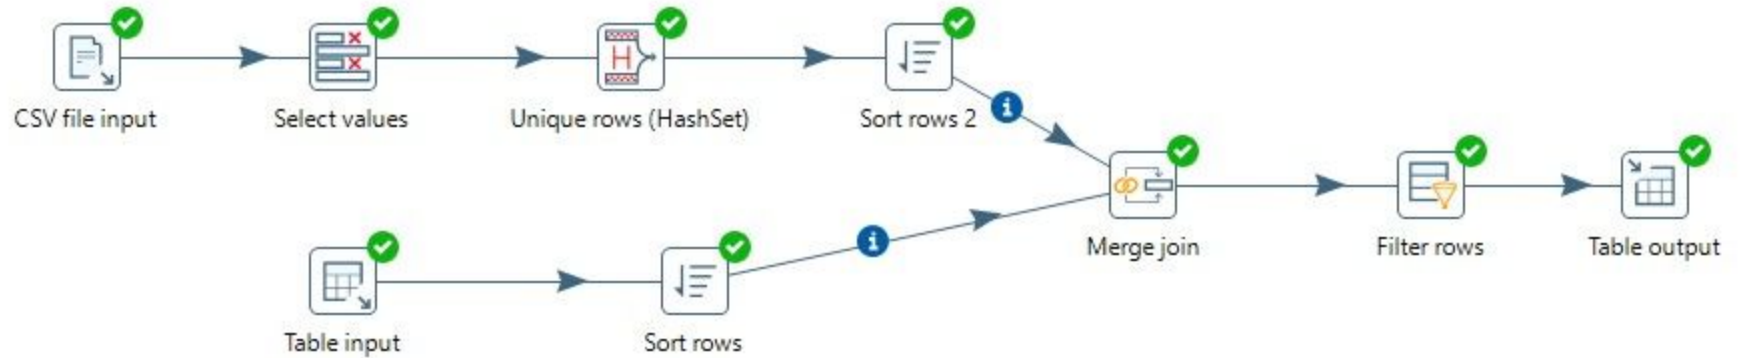 CSV file input
Select values
Unique rows (HashSet)
Sort rows 2
Merge join
Filter rows
Table output
Table input
Sort rows